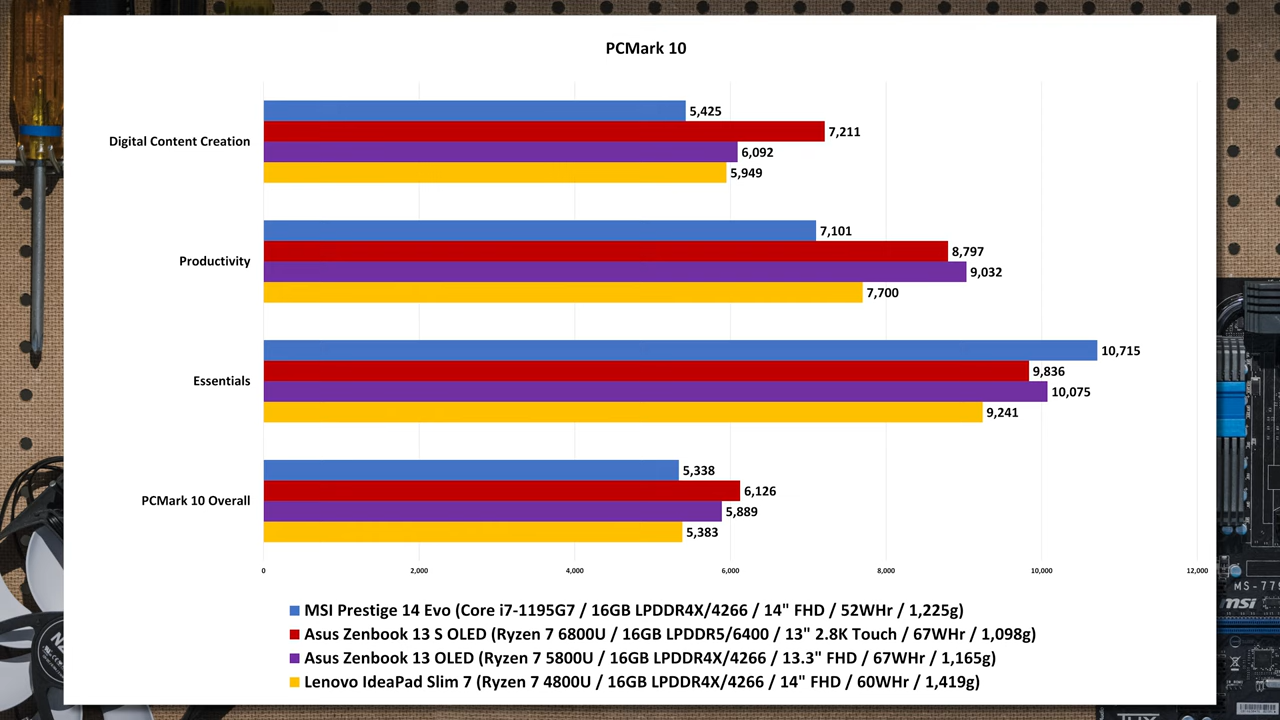 PCMark 10
5,425
7,211
Digital Content Creation
6,092
5,949
7,101
8,797
Productivity
9,032
7,700
10,715
9,836
Essentials
10,075
9,241
5,338
6,126
PCMark 10 Overall
5,889
5,383
0 2,000 4,000 6,000 8,000 10,000 12,000
MSI Prestige 14 Evo (Core i7-1195G7 / 16GB LPDDR4X/4266 / 14" FHD / 52WHr / 1,225g)
Asus Zenbook 13 S OLED (Ryzen 7 6800U / 16GB LPDDR5/6400 / 13" 2.8K Touch / 67WHr / 1,098g)
Asus Zenbook 13 OLED (Ryzen 7 5800U / 16GB LPDDR4X/4266 / 13.3" FHD / 67WHr / 1,165g)
Lenovo IdeaPad Slim 7 (Ryzen 7 4800U / 16GB LPDDR4X/4266 / 14" FHD / 60WHr / 1,419g)
MS-77
msi